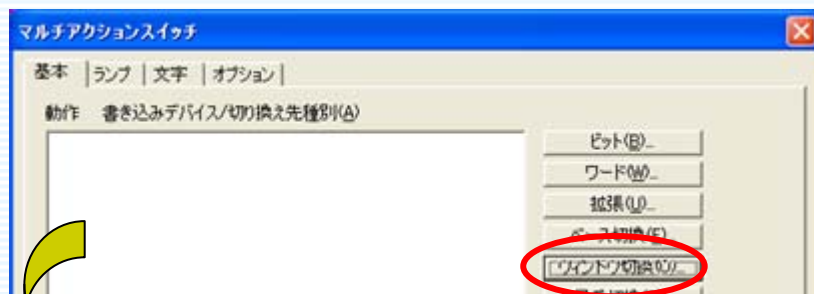 マルチアクションスイッチ
基本 ランプ 文字 オプション
動作 書き込みデバイス/切り換え先種別(A)
ビット(B)...
ワード(W)...
拡張(U)...
ベース切換(E)...
ウィンドウ切換(O)...